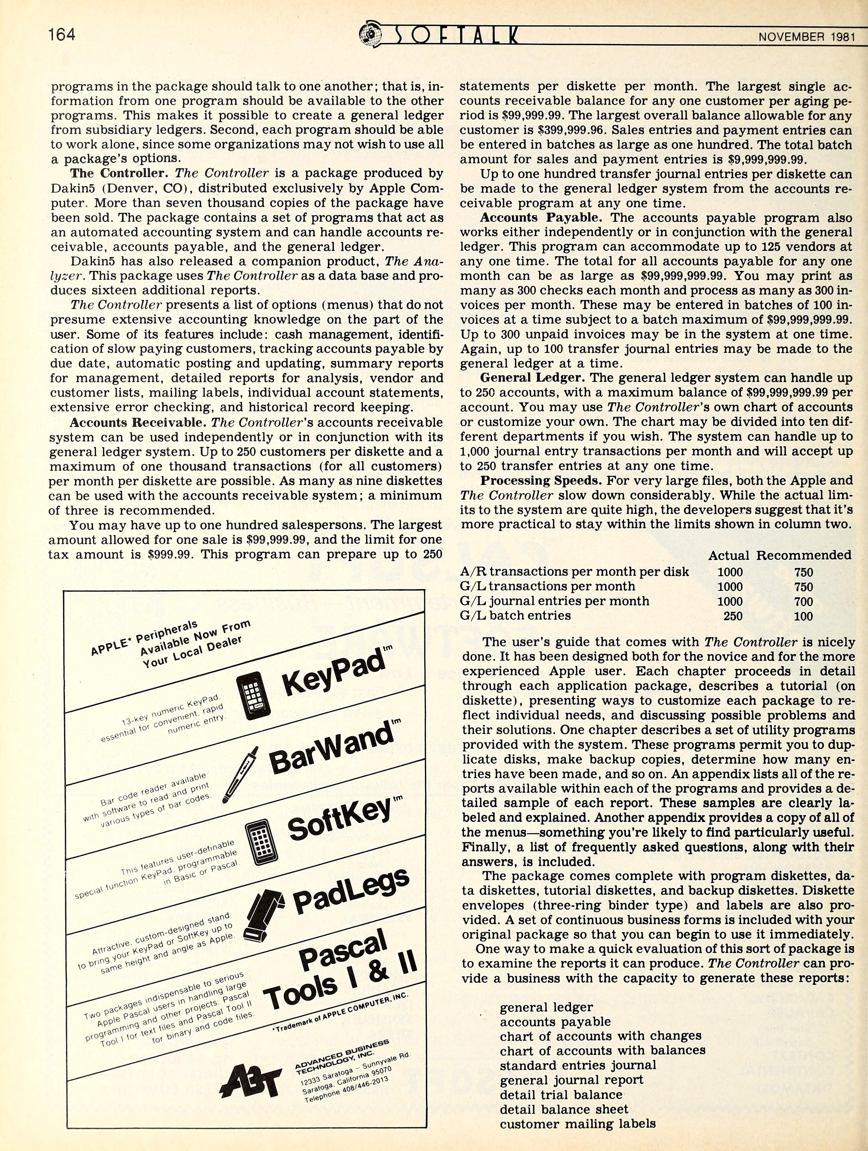 164
SOFTALK
NOVEMBER 1981
programs in the package should talk to one another; that is, in-
formation from one program should be available to the other
programs. This makes it possible to create a general ledger
from subsidiary ledgers. Second, each program should be able
to work alone, since some organizations may not wish to use all
a package's options.
The Controller. The Controller is a package produced by
Dakin5 (Denver, CO), distributed exclusively by Apple Com-
puter. More than seven thousand copies of the package have
been sold. The package contains a set of programs that act as
an automated accounting system and can handle accounts re-
ceivable, accounts payable, and the general ledger.
Dakin5 has also released a companion product, The Ana-
lyzer. This package uses The Controller as a data base and pro-
duces sixteen additional reports.
The Controller presents a list of options (menus) that do not
presume extensive accounting knowledge on the part of the
user. Some of its features include: cash management, identifi-
cation of slow paying customers, tracking accounts payable by
due date, automatic posting and updating, summary reports
for management, detailed reports for analysis, vendor and
customer lists, mailing labels, individual account statements,
extensive error checking, and historical record keeping.
Accounts Receivable. The Controller's accounts receivable
system can be used independently or in conjunction with its
general ledger system. Up to 250 customers per diskette and a
maximum of one thousand transactions (for all customers)
per month per diskette are possible. As many as nine diskettes
can be used with the accounts receivable system; a minimum
of three is recommended.
You may have up to one hundred salespersons. The largest
amount allowed for one sale is $99,999.99, and the limit for one
tax amount is $999.99. This program can prepare up to 250
APPLE* Peripherals
Available Now From
Your Local Dealer
KeyPad™
13-key numeric KeyPad,
essential for convenient, rapid
numeric entry.
BarWand™
Bar code reader available
with software to read and print
various types of bar codes.
SoftKey™
This features user-definable
special function KeyPad, programmable
in Basic or Pascal.
PadLegs
Attractive, custom-designed stand
to bring your KeyPad or SoftKey up to
same height and angle as Apple.
Pascal
Tools I & II
Two packages indispensable to serious
Apple Pascal users in handling large
programming and other projects. Pascal
Tool I for text files and Pascal Tool II
for binary and code files.
*Trademark of APPLE COMPUTER, INC.
ABT
ADVANCED BUSINESS
TECHNOLOGY, INC.
12333 Saratoga – Sunnyvale Rd.
Saratoga, California 95070
Telephone 408/446-2013
statements per diskette per month. The largest single ac-
counts receivable balance for any one customer per aging pe-
riod is $99,999.99. The largest overall balance allowable for any
customer is $399,999.96. Sales entries and payment entries can
be entered in batches as large as one hundred. The total batch
amount for sales and payment entries is $9,999,999.99.
Up to one hundred transfer journal entries per diskette can
be made to the general ledger system from the accounts re-
ceivable program at any one time.
Accounts Payable. The accounts payable program also
works either independently or in conjunction with the general
ledger. This program can accommodate up to 125 vendors at
any one time. The total for all accounts payable for any one
month can be as large as $99,999,999.99. You may print as
many as 300 checks each month and process as many as 300 in-
voices per month. These may be entered in batches of 100 in-
voices at a time subject to a batch maximum of $99,999,999.99.
Up to 300 unpaid invoices may be in the system at one time.
Again, up to 100 transfer journal entries may be made to the
general ledger at a time.
General Ledger. The general ledger system can handle up
to 250 accounts, with a maximum balance of $99,999,999.99 per
account. You may use The Controller's own chart of accounts
or customize your own. The chart may be divided into ten dif-
ferent departments if you wish. The system can handle up to
1,000 journal entry transactions per month and will accept up
to 250 transfer entries at any one time.
Processing Speeds. For very large files, both the Apple and
The Controller slow down considerably. While the actual lim-
its to the system are quite high, the developers suggest that it's
more practical to stay within the limits shown in column two.
Actual Recommended
A/R transactions per month per disk 1000 750
G/L transactions per month 1000 750
G/L journal entries per month 1000 700
G/L batch entries 250 100
The user's guide that comes with The Controller is nicely
done. It has been designed both for the novice and for the more
experienced Apple user. Each chapter proceeds in detail
through each application package, describes a tutorial (on
diskette), presenting ways to customize each package to re-
flect individual needs, and discussing possible problems and
their solutions. One chapter describes a set of utility programs
provided with the system. These programs permit you to dup-
licate disks, make backup copies, determine how many en-
tries have been made, and so on. An appendix lists all of the re-
ports available within each of the programs and provides a de-
tailed sample of each report. These samples are clearly la-
beled and explained. Another appendix provides a copy of all of
the menus—something you're likely to find particularly useful.
Finally, a list of frequently asked questions, along with their
answers, is included.
The package comes complete with program diskettes, da-
ta diskettes, tutorial diskettes, and backup diskettes. Diskette
envelopes (three-ring binder type) and labels are also pro-
vided. A set of continuous business forms is included with your
original package so that you can begin to use it immediately.
One way to make a quick evaluation of this sort of package is
to examine the reports it can produce. The Controller can pro-
vide a business with the capacity to generate these reports:
general ledger
accounts payable
chart of accounts with changes
chart of accounts with balances
standard entries journal
general journal report
detail trial balance
detail balance sheet
customer mailing labels